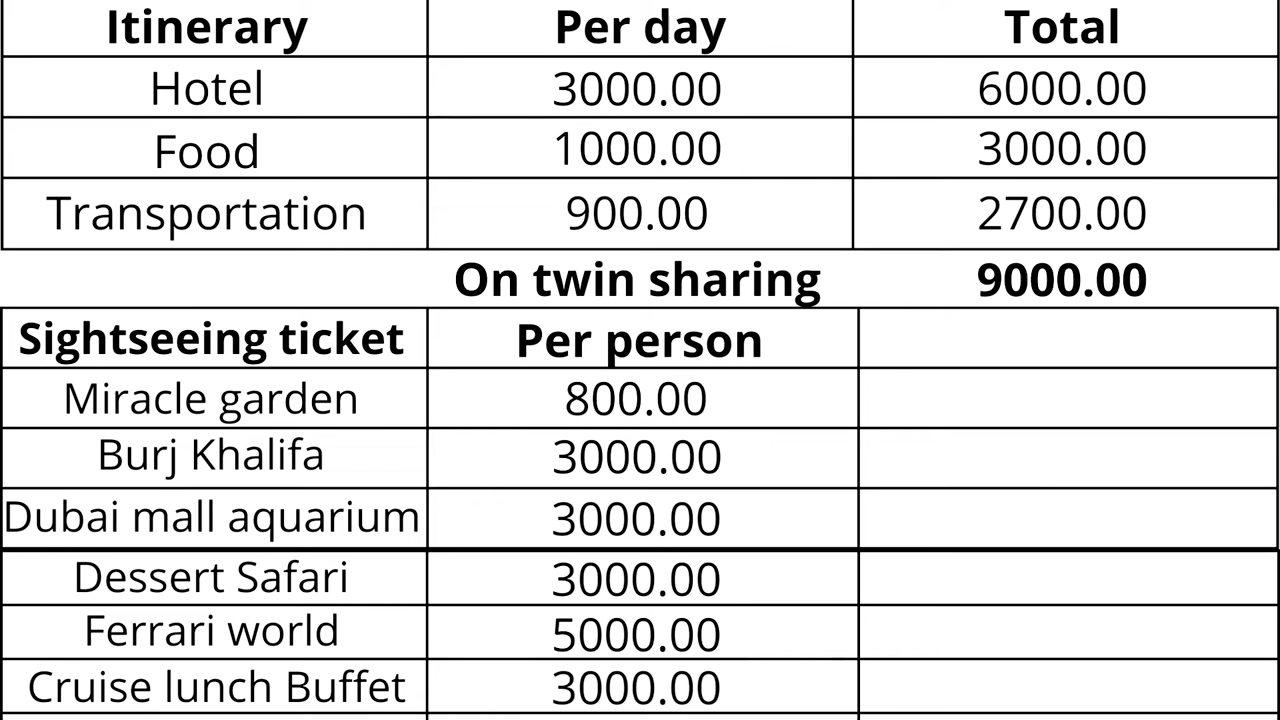 Itinerary Per day Total
Hotel 3000.00 6000.00
Food 1000.00 3000.00
Transportation 900.00 2700.00
On twin sharing 9000.00
Sightseeing ticket Per person
Miracle garden 800.00
Burj Khalifa 3000.00
Dubai mall aquarium 3000.00
Dessert Safari 3000.00
Ferrari world 5000.00
Cruise lunch Buffet 3000.00